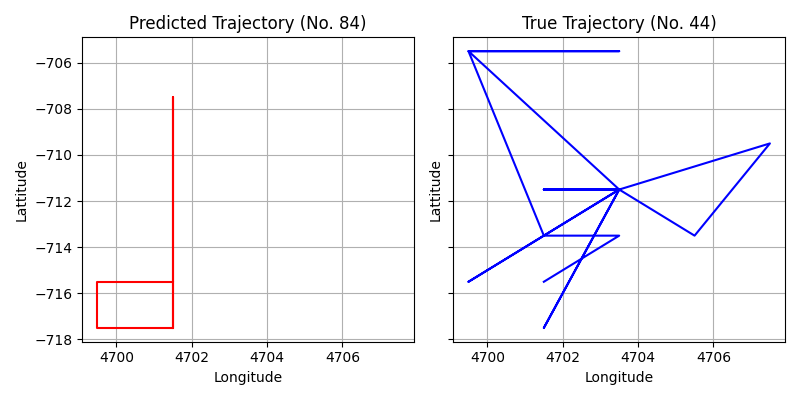 Predicted Trajectory (No. 84)
True Trajectory (No. 44)
Lattitude
−706
−708
−710
−712
−714
−716
−718
4700
4702
4704
4706
Longitude
Lattitude
4700
4702
4704
4706
Longitude